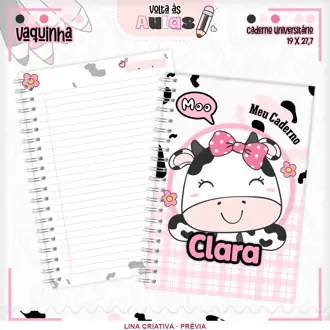 Vaquinha
VOLTA ÀS
AULAS
CADERNO UNIVERSITÁRIO
19 X 27,7
Moo
Meu Caderno
Clara
LINA CRIATIVA - PRÉVIA